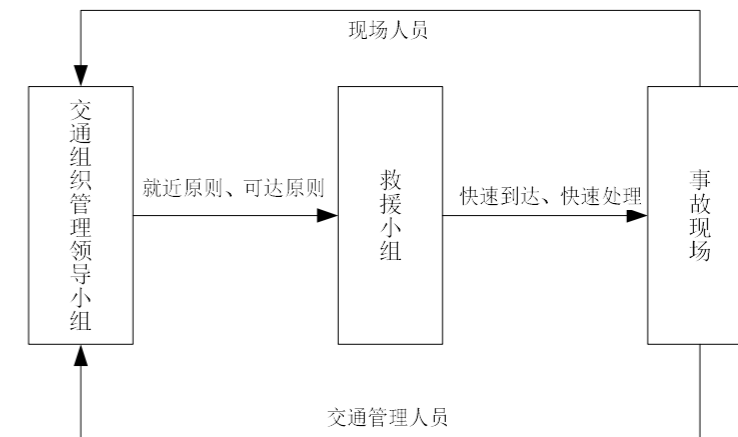 现场人员
交通组织管理领导小组
就近原则、可达原则
救援小组
快速到达、快速处理
事故现场
交通管理人员